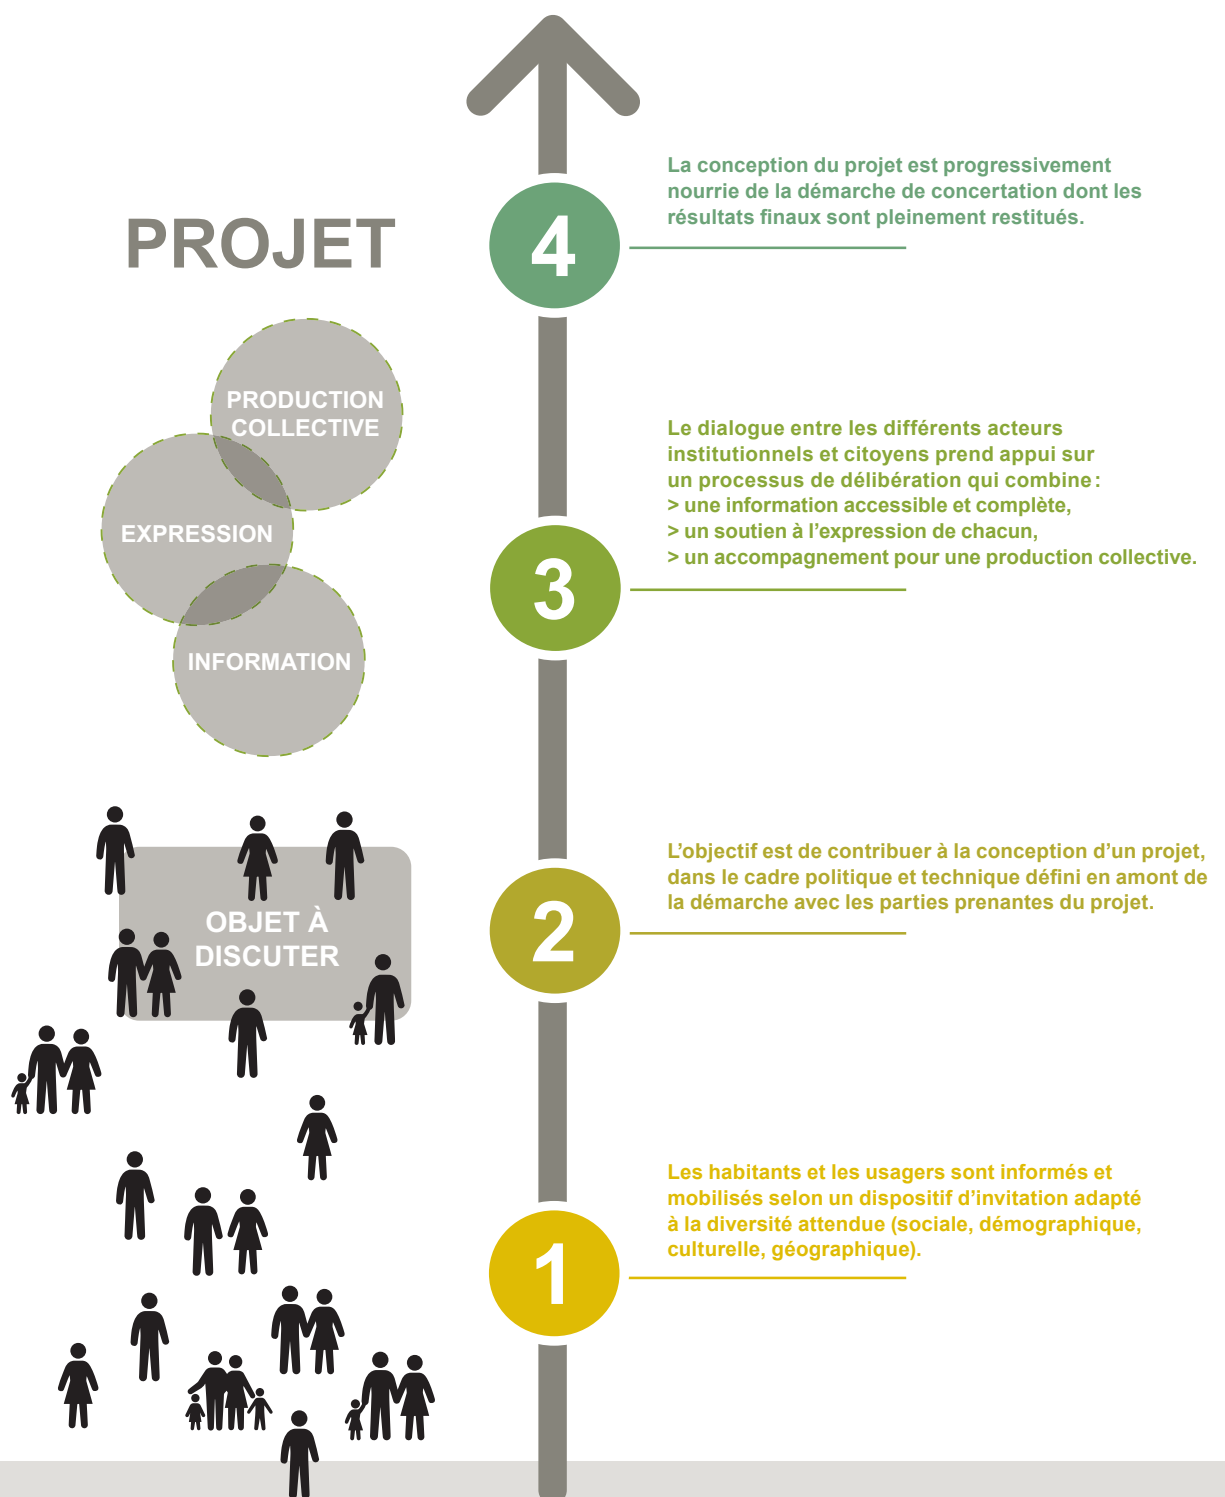 PROJET
4
La conception du projet est progressivement
nourrie de la démarche de concertation dont les
résultats finaux sont pleinement restitués.
PRODUCTION
COLLECTIVE
EXPRESSION
INFORMATION
3
Le dialogue entre les différents acteurs
institutionnels et citoyens prend appui sur
un processus de délibération qui combine :
> une information accessible et complète,
> un soutien à l’expression de chacun,
> un accompagnement pour une production collective.
OBJET À
DISCUTER
2
L’objectif est de contribuer à la conception d’un projet,
dans le cadre politique et technique défini en amont de
la démarche avec les parties prenantes du projet.
1
Les habitants et les usagers sont informés et
mobilisés selon un dispositif d’invitation adapté
à la diversité attendue (sociale, démographique,
culturelle, géographique).